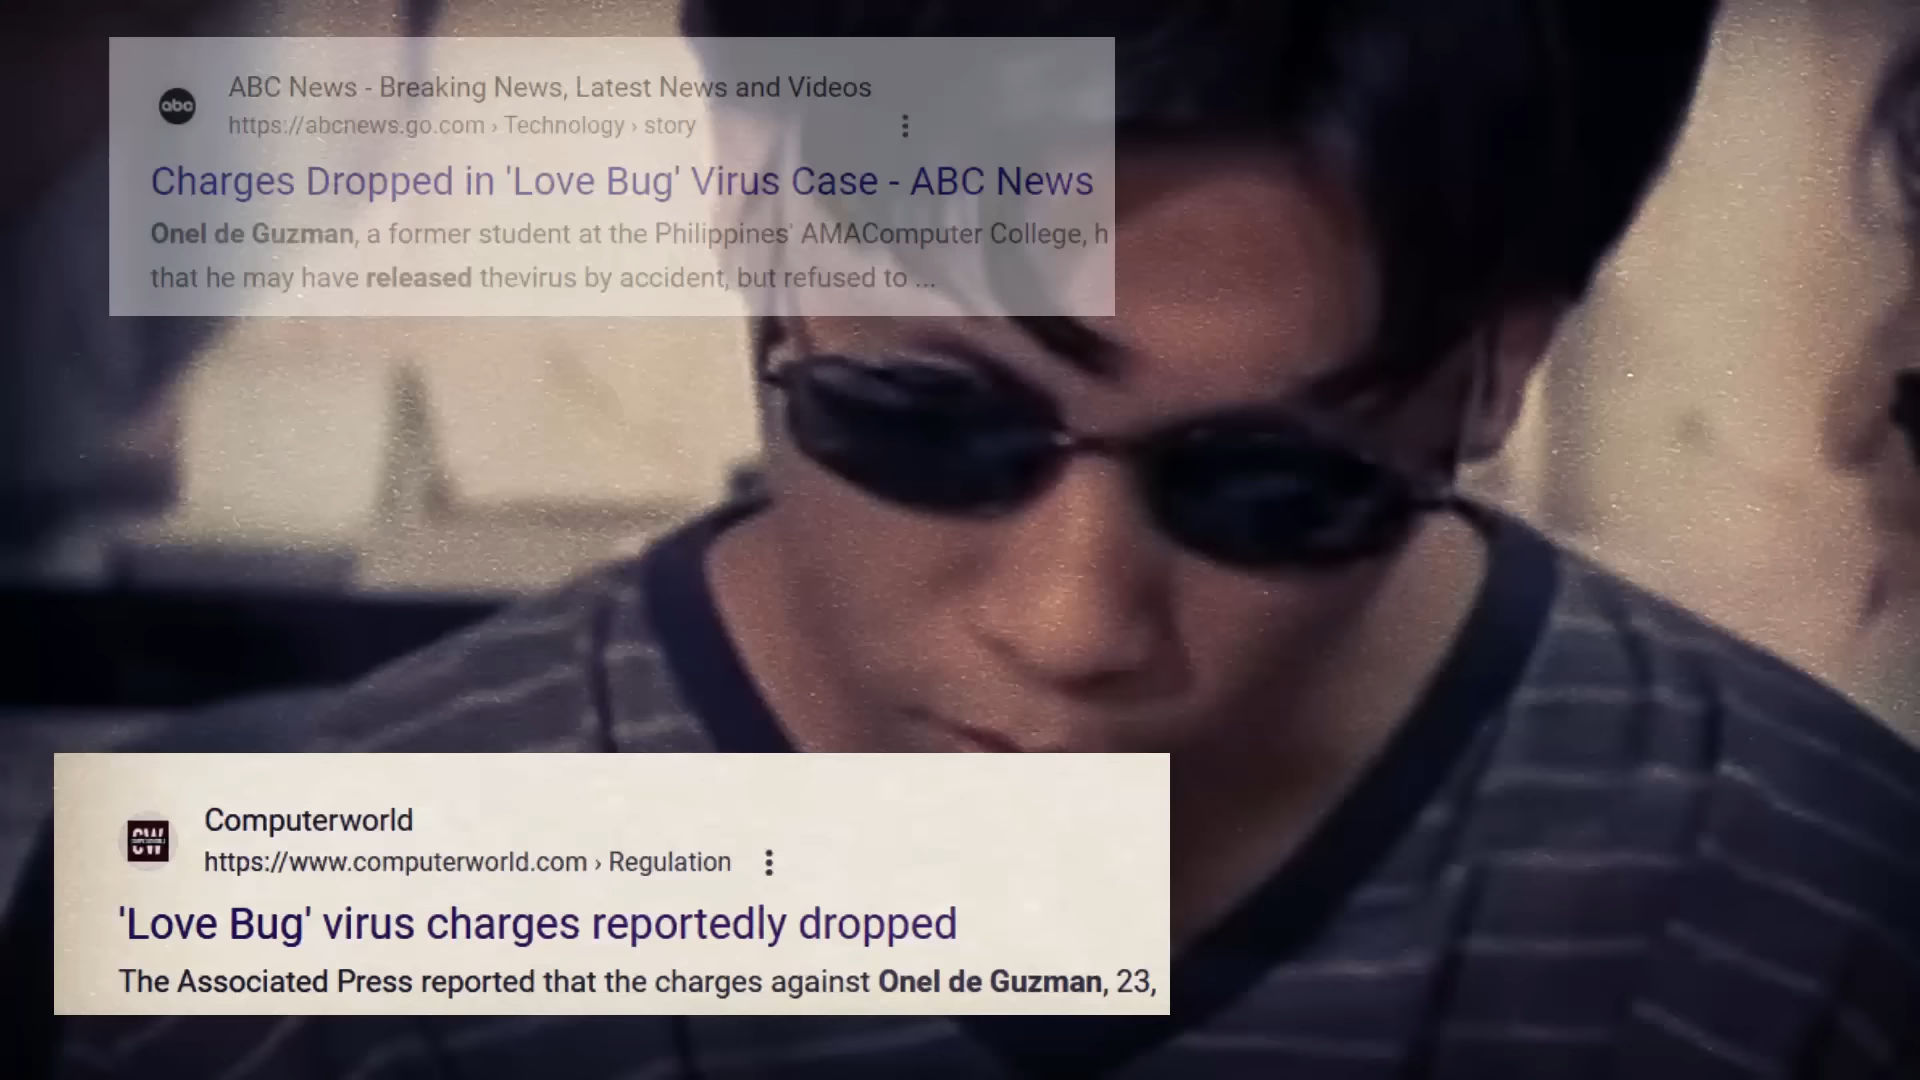 abc
ABC News - Breaking News, Latest News and Videos
https://abcnews.go.com › Technology › story
Charges Dropped in 'Love Bug' Virus Case - ABC News
Onel de Guzman, a former student at the Philippines' AMAComputer College, h
that he may have released thevirus by accident, but refused to ...
CW
Computerworld
https://www.computerworld.com › Regulation
'Love Bug' virus charges reportedly dropped
The Associated Press reported that the charges against Onel de Guzman, 23,